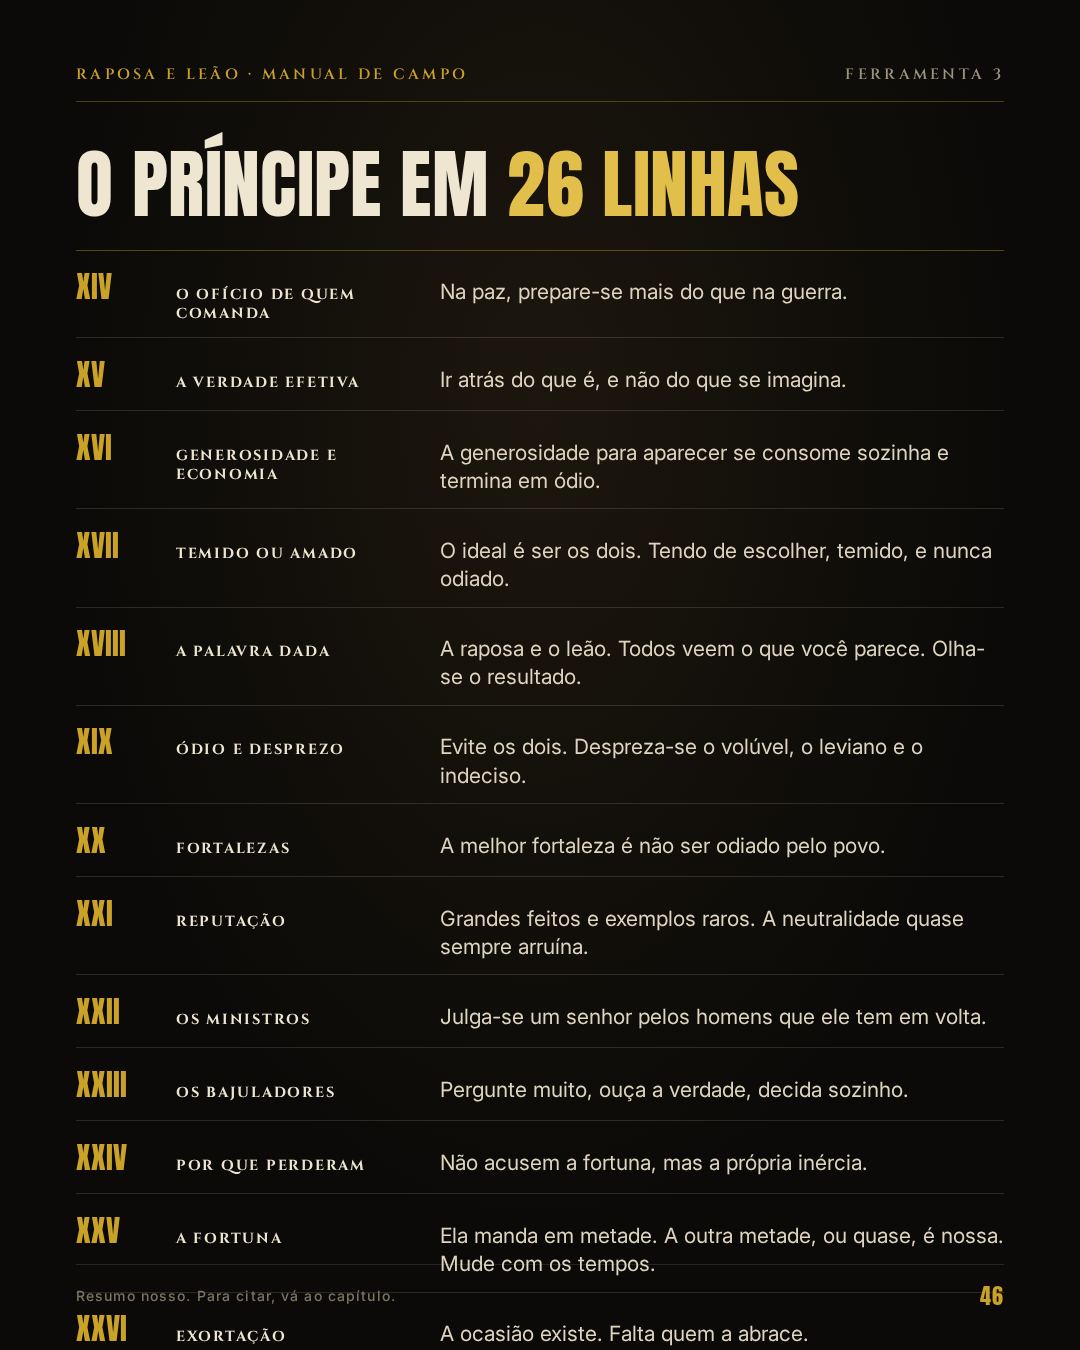 RAPOSA E LEÃO · MANUAL DE CAMPO
FERRAMENTA 3
O PRÍNCIPE EM 26 LINHAS
XIV
O OFÍCIO DE QUEM
COMANDA
Na paz, prepare-se mais do que na guerra.
XV
A VERDADE EFETIVA
Ir atrás do que é, e não do que se imagina.
XVI
GENEROSIDADE E
ECONOMIA
A generosidade para aparecer se consome sozinha e
termina em ódio.
XVII
TEMIDO OU AMADO
O ideal é ser os dois. Tendo de escolher, temido, e nunca
odiado.
XVIII
A PALAVRA DADA
A raposa e o leão. Todos veem o que você parece. Olha-
se o resultado.
XIX
ÓDIO E DESPREZO
Evite os dois. Despreza-se o volúvel, o leviano e o
indeciso.
XX
FORTALEZAS
A melhor fortaleza é não ser odiado pelo povo.
XXI
REPUTAÇÃO
Grandes feitos e exemplos raros. A neutralidade quase
sempre arruína.
XXII
OS MINISTROS
Julga-se um senhor pelos homens que ele tem em volta.
XXIII
OS BAJULADORES
Pergunte muito, ouça a verdade, decida sozinho.
XXIV
POR QUE PERDERAM
Não acusem a fortuna, mas a própria inércia.
XXV
A FORTUNA
Ela manda em metade. A outra metade, ou quase, é nossa.
Mude com os tempos.
Resumo nosso. Para citar, vá ao capítulo.
46
XXVI
EXORTAÇÃO
A ocasião existe. Falta quem a abrace.